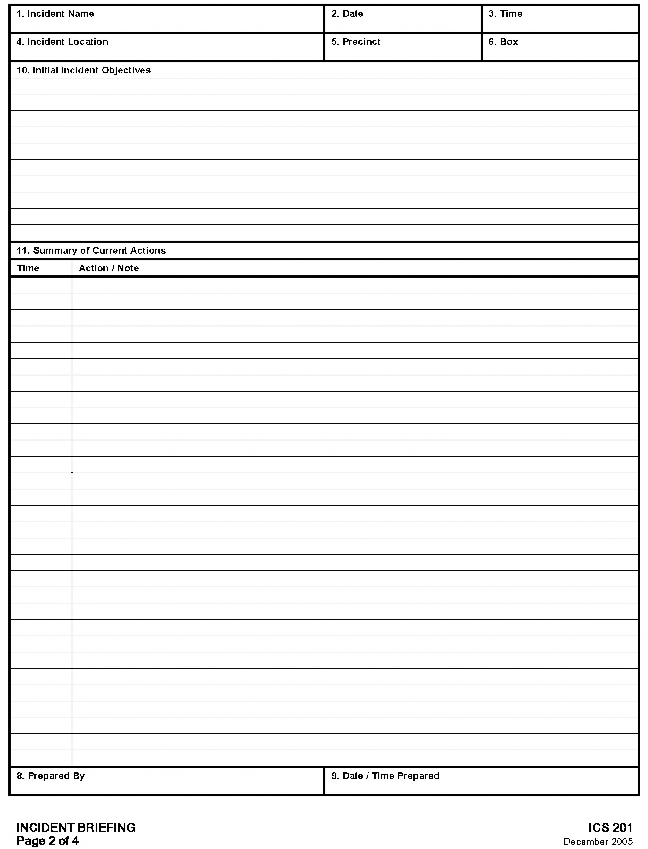 1. Incident Name 2. Date 3. Time
4. Incident Location 5. Precinct 6. Box
10. Initial Incident Objectives
11. Summary of Current Actions
Time Action / Note
8. Prepared By 9. Date / Time Prepared
INCIDENT BRIEFING ICS 201
Page 2 of 4 December 2005